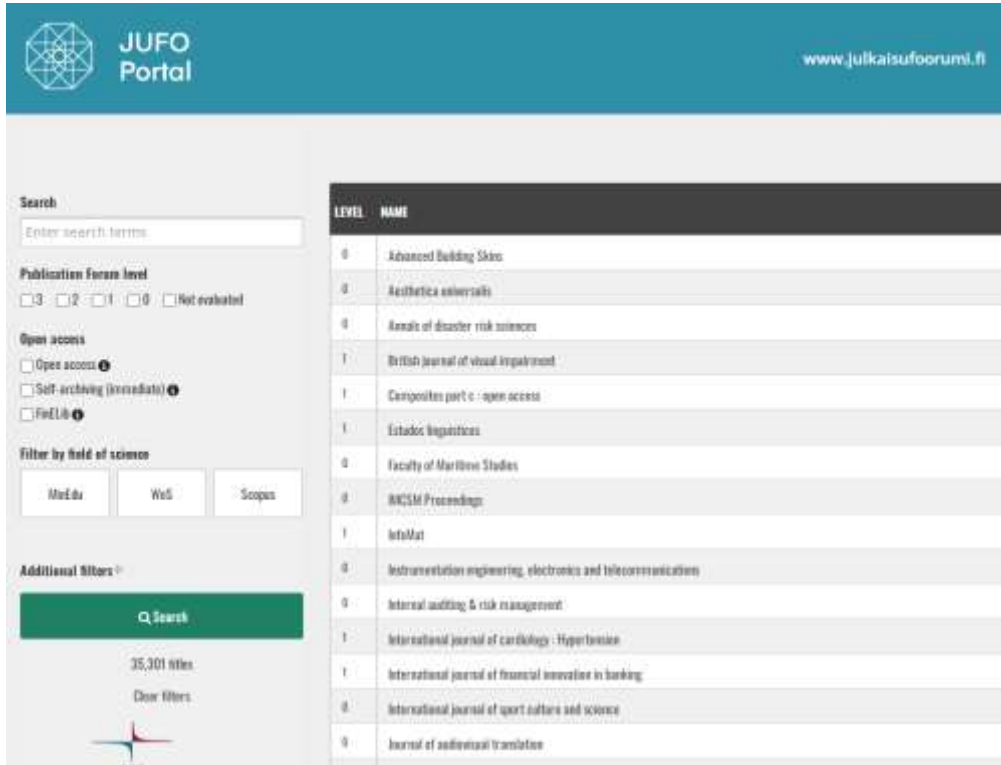 JUFO
Portal
www.julkaisufoorumi.fi
Search
Enter search terms
Publication Forum level
3 2 1 0 Not evaluated
Open access
Open access
Self-archiving (immediate)
FinELib
Filter by field of science
MinEdu WoS Scopus
Additional filters
Search
35,301 titles
Clear filters
LEVEL NAME
0 Advanced Building Skins
0 Aesthetica universalis
0 Annals of disaster risk sciences
1 British journal of visual impairment
1 Composites part c : open access
1 Estudos linguísticos
0 Faculty of Maritime Studies
0 IMCSM Proceedings
1 InfoMat
0 Instrumentation engineering, electronics and telecommunications
0 Internal auditing & risk management
1 International journal of cardiology : Hypertension
1 International journal of financial innovation in banking
0 International journal of sport culture and science
0 Journal of audiovisual translation